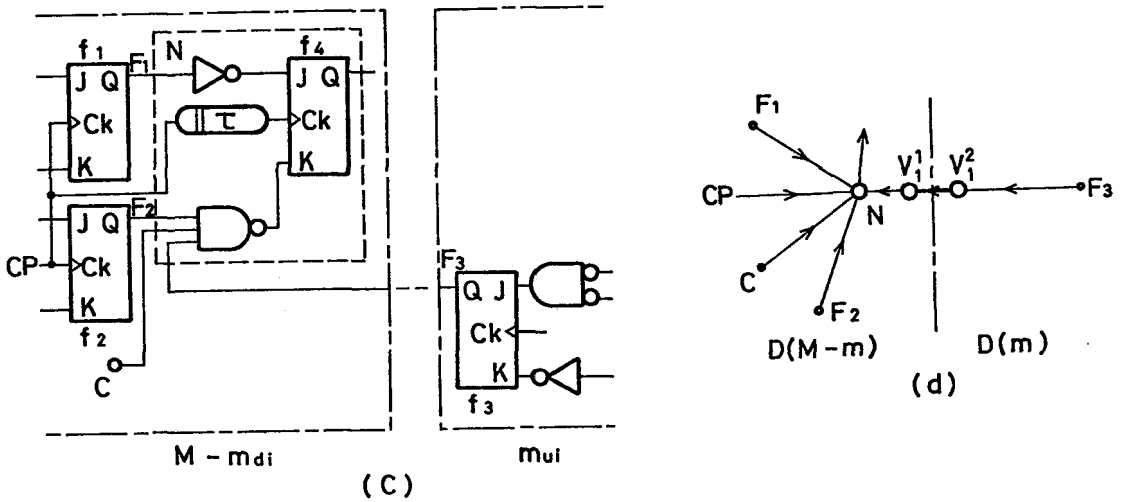 f1 F1 N f4
J Q J Q
Ck τ Ck
K K
F2
J Q
CP Ck
K
f2
C
F3
Q J
Ck
K
f3
M - mdi mui
(C)
F1
CP N V₁¹ V₁² F3
C
F2
D(M-m) D(m)
(d)